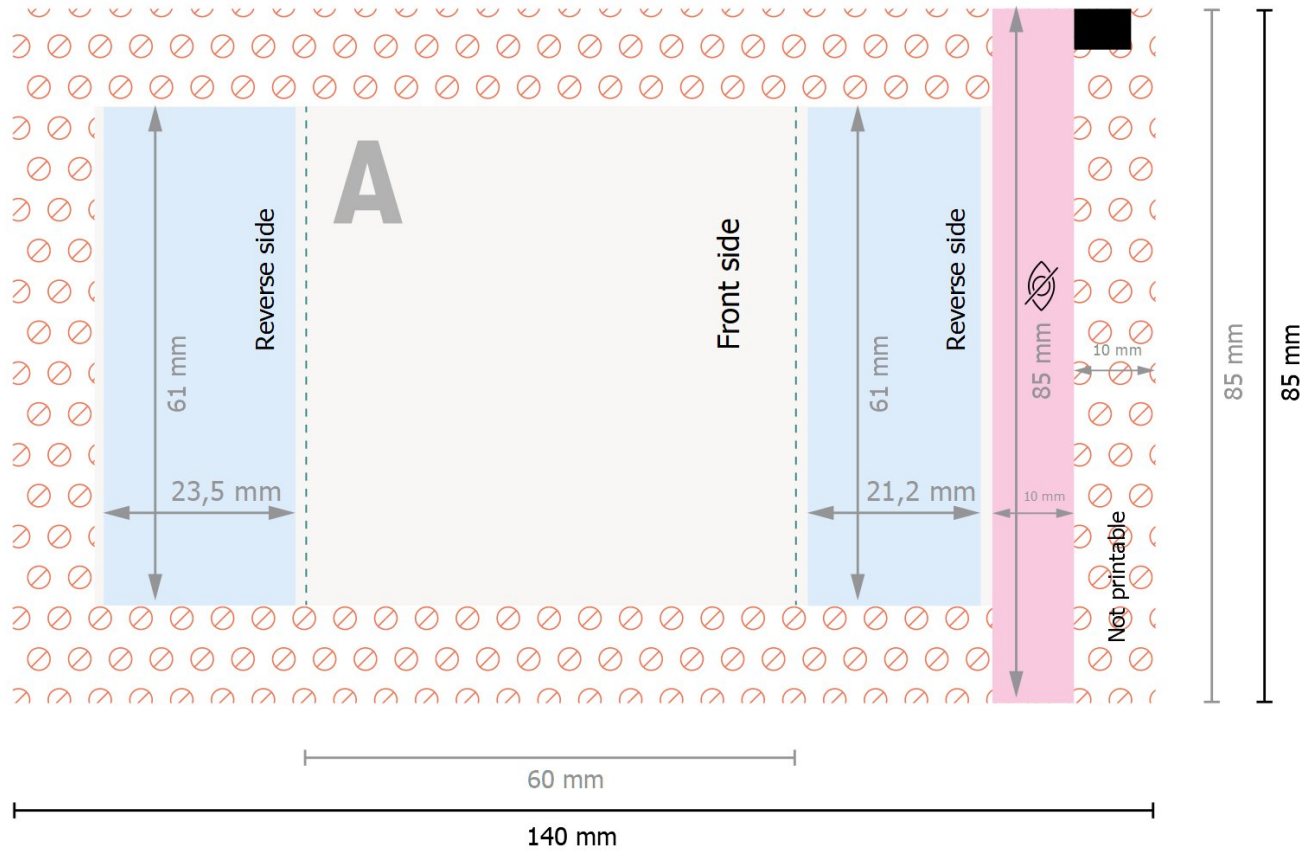 A
Reverse side
61 mm
23,5 mm
Front side
Reverse side
61 mm
21,2 mm
85 mm
10 mm
10 mm
Not printable
85 mm
85 mm
60 mm
140 mm